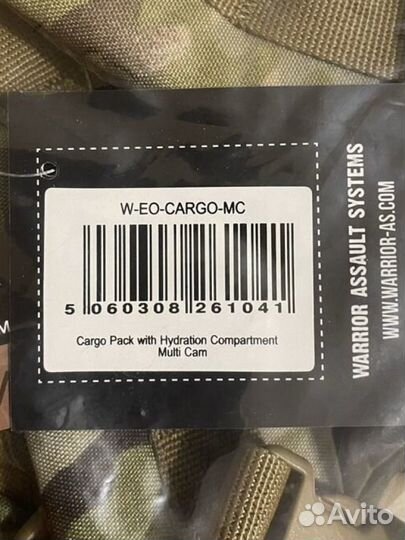 W-EO-CARGO-MC
5 060308 261041
Cargo Pack with Hydration Compartment
Multi Cam
WARRIOR ASSAULT SYSTEMS
WWW.WARRIOR-AS.COM
M
Avito